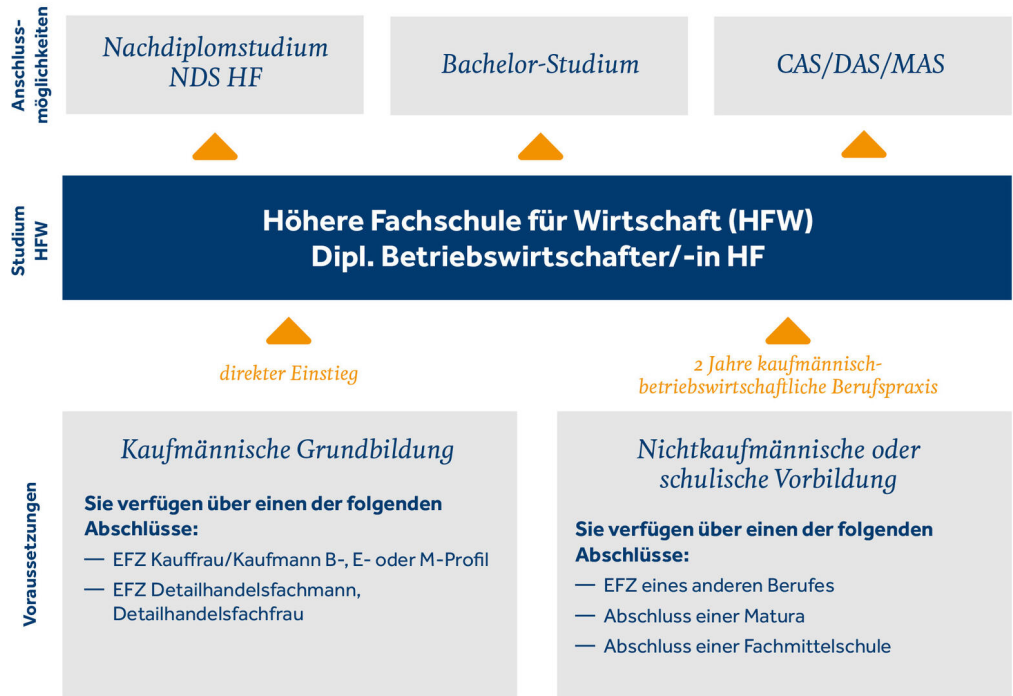 Anschluss-
möglichkeiten
Nachdiplomstudium
NDS HF
Bachelor-Studium
CAS/DAS/MAS
Studium
HFW
Höhere Fachschule für Wirtschaft (HFW)
Dipl. Betriebswirtschafter/-in HF
direkter Einstieg
2 Jahre kaufmännisch-
betriebswirtschaftliche Berufspraxis
Voraussetzungen
Kaufmännische Grundbildung
Sie verfügen über einen der folgenden
Abschlüsse:
— EFZ Kauffrau/Kaufmann B-, E- oder M-Profil
— EFZ Detailhandelsfachmann,
Detailhandelsfachfrau
Nichtkaufmännische oder
schulische Vorbildung
Sie verfügen über einen der folgenden
Abschlüsse:
— EFZ eines anderen Berufes
— Abschluss einer Matura
— Abschluss einer Fachmittelschule